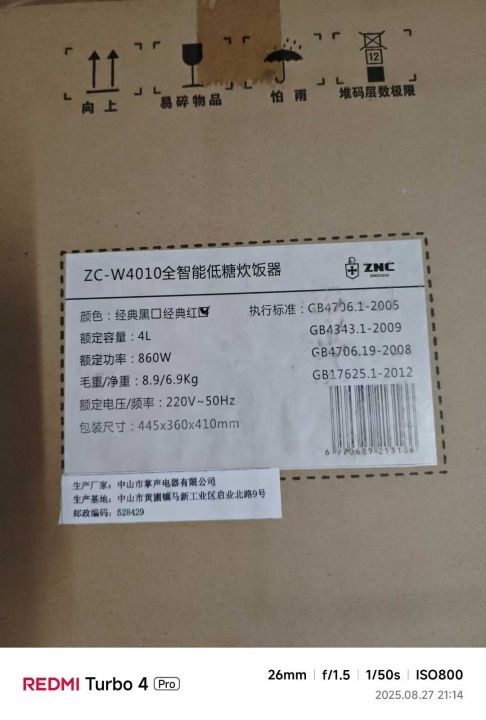 向上
易碎物品
怕雨
12
堆码层数极限
ZC-W4010全智能低糖炊饭器
ZNC
颜色：经典黑☐经典红☑
执行标准：GB4706.1-2005
额定容量：4L
GB4343.1-2009
额定功率：860W
GB4706.19-2008
毛重/净重：8.9/6.9Kg
GB17625.1-2012
额定电压/频率：220V~50Hz
包装尺寸：445x360x410mm
生产厂家：中山市掌声电器有限公司
生产基地：中山市黄圃镇马新工业区启业北路9号
邮政编码：528429
REDMI Turbo 4 Pro
26mm f/1.5 1/50s ISO800
2025.08.27 21:14